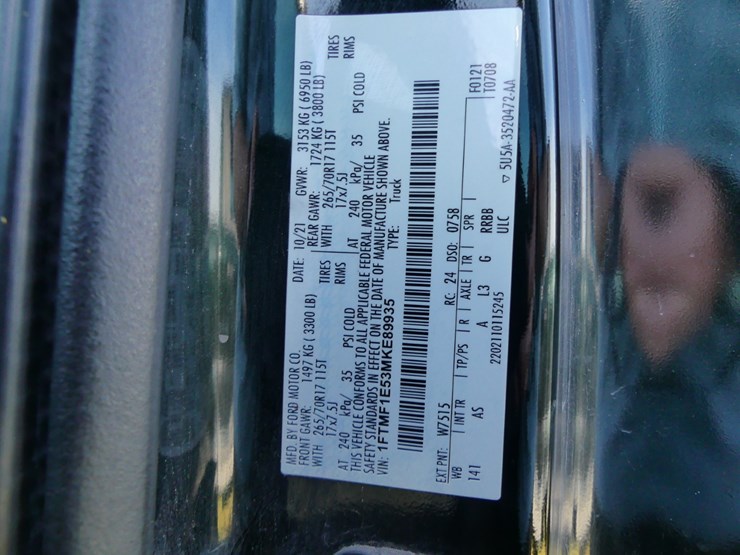 MFD. BY FORD MOTOR CO.
DATE: 10/21 GVWR: 3153 KG ( 6950 LB)
FRONT GAWR: 1497 KG ( 3300 LB) REAR GAWR: 1724 KG ( 3800 LB)
WITH 265/70R17 115T TIRES WITH 265/70R17 115T TIRES
17x7.5J RIMS 17x7.5J RIMS
AT 240 kPa/ 35 PSI COLD AT 240 kPa/ 35 PSI COLD
THIS VEHICLE CONFORMS TO ALL APPLICABLE FEDERAL MOTOR VEHICLE
SAFETY STANDARDS IN EFFECT ON THE DATE OF MANUFACTURE SHOWN ABOVE.
VIN: 1FTMF1E53MKE89935 TYPE: Truck
EXT PNT: W7515 RC: 24 DSO: 0758 F0121
WB | INT TR | TP/PS | R | AXLE | TR | SPR | T0708
141 AS A L3 G RRBB
2202110115245 ULC ▽ 5U5A-3520472-AA